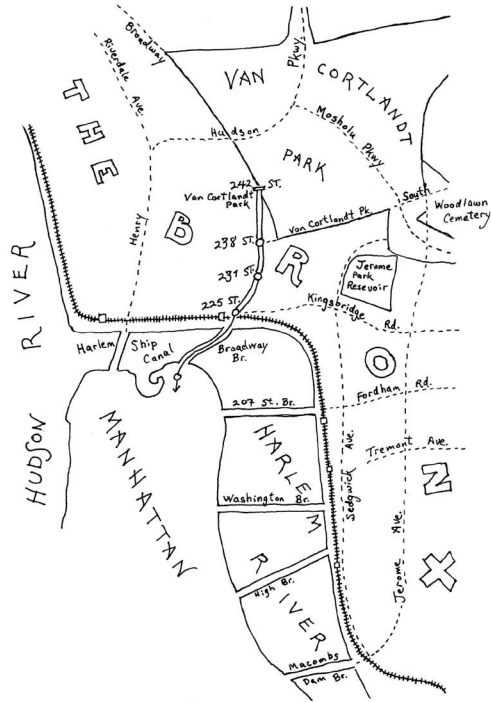 Broadway
Riverdale
Ave.
VAN
CORTLANDT
PARK
Pkwy
Mosholu
Pkwy
Hudson
Henry
THE
BRONX
242 ST.
Van Cortlandt
Park
238 ST.
231 ST.
225 ST.
Van Cortlandt Pk.
South
Woodlawn
Cemetery
Jerome
Park
Reservoir
Kingsbridge
Rd.
HUDSON RIVER
Harlem
Ship
Canal
Broadway
Br.
MANHATTAN
207 St. Br.
Fordham Rd.
HARLEM
RIVER
Sedgwick Ave.
Tremont Ave.
Washington Br.
High Br.
Jerome Ave.
Macombs
Dam Br.